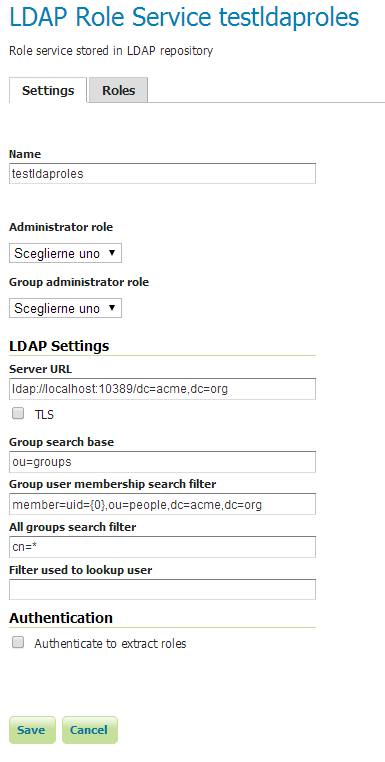 LDAP Role Service testldaproles
Role service stored in LDAP repository
Settings Roles
Name
testldaproles
Administrator role
Sceglierne uno
Group administrator role
Sceglierne uno
LDAP Settings
Server URL
ldap://localhost:10389/dc=acme,dc=org
TLS
Group search base
ou=groups
Group user membership search filter
member=uid={0},ou=people,dc=acme,dc=org
All groups search filter
cn=*
Filter used to lookup user
Authentication
Authenticate to extract roles
Save Cancel